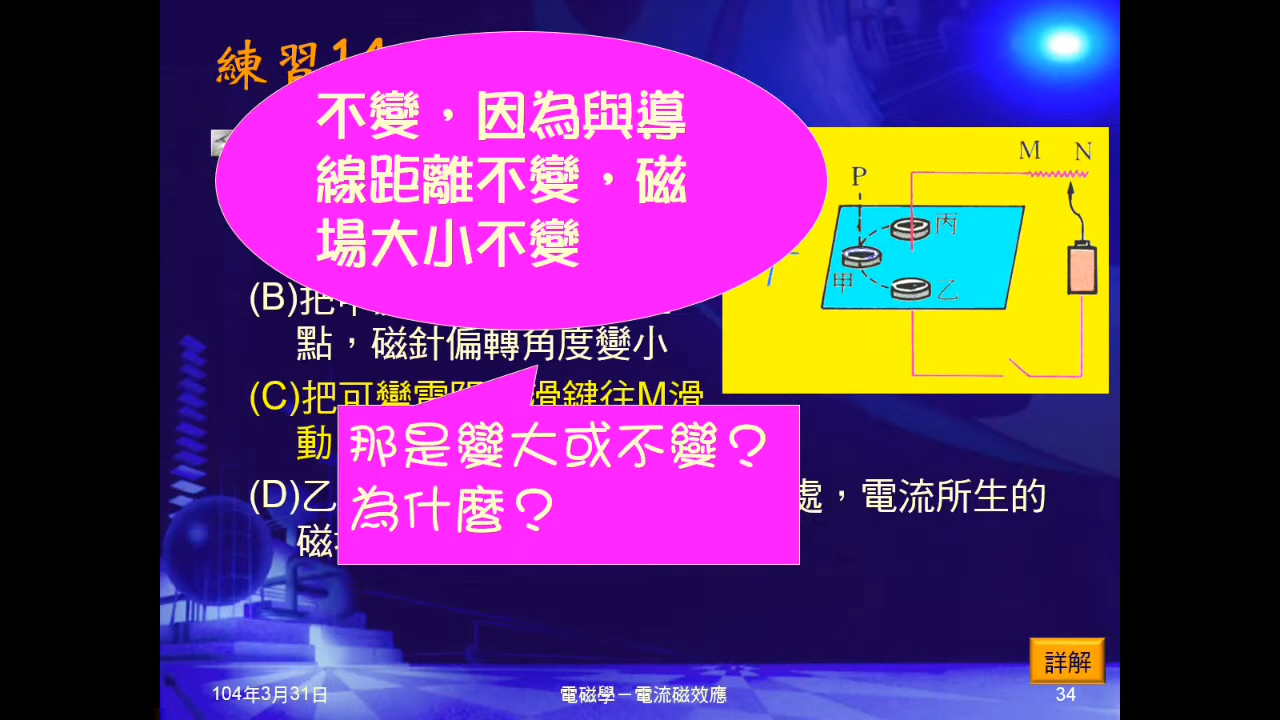 練習14
不變，因為與導
線距離不變，磁
場大小不變
M N
P
丙
甲
乙
(B)把
點，磁針偏轉角度變小
(C)把可變電阻 滑鍵往M滑
動
那是變大或不變？
為什麼？
(D)乙 處，電流所生的
磁
詳解
104年3月31日
電磁學－電流磁效應
34